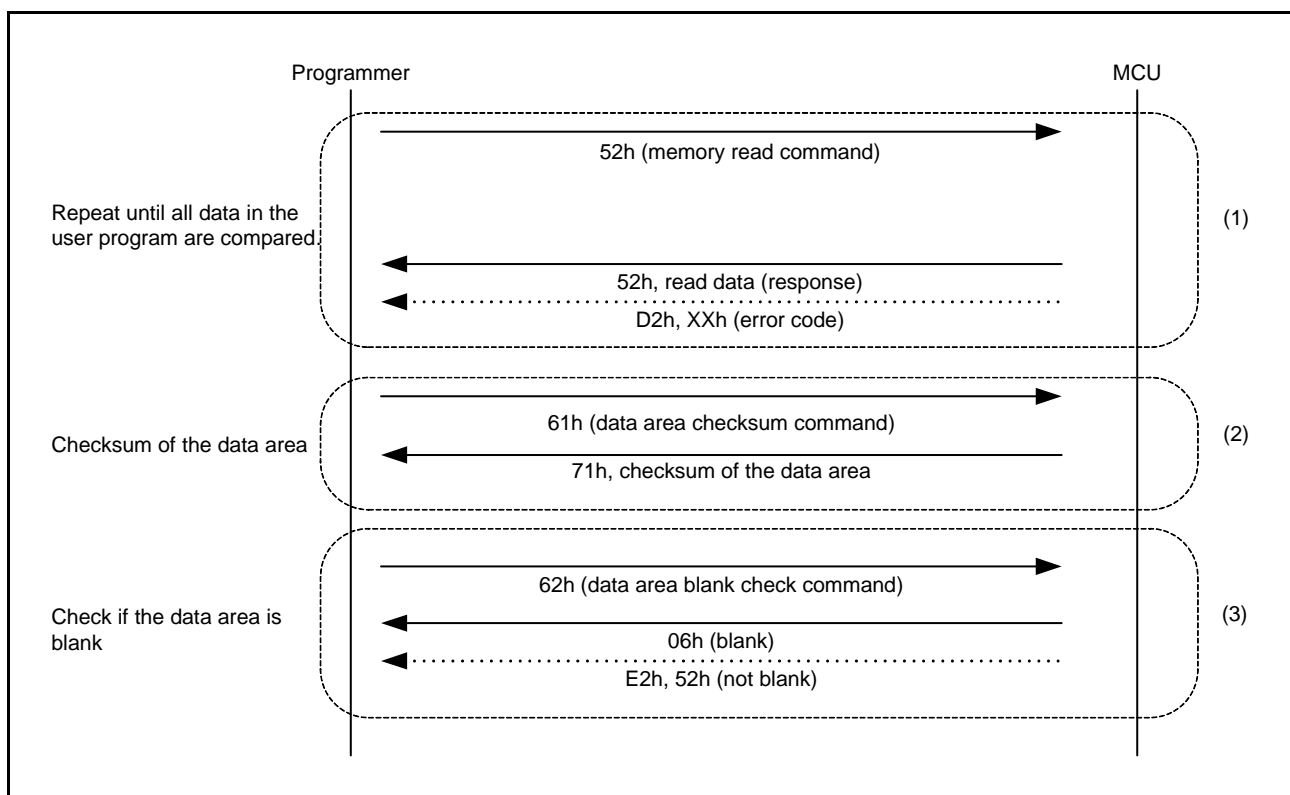 Programmer MCU
52h (memory read command)
Repeat until all data in the
user program are compared.
(1)
52h, read data (response)
D2h, XXh (error code)
61h (data area checksum command)
Checksum of the data area
(2)
71h, checksum of the data area
62h (data area blank check command)
Check if the data area is
blank
(3)
06h (blank)
E2h, 52h (not blank)